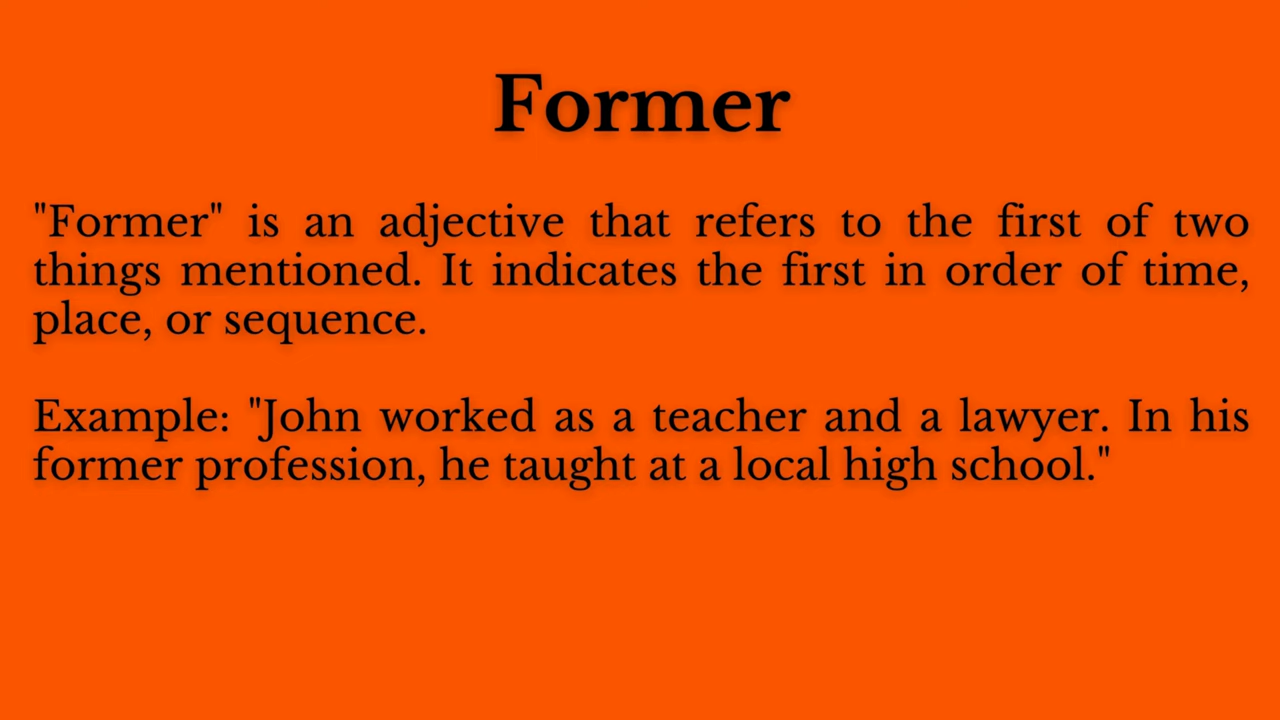 Former
"Former" is an adjective that refers to the first of two
things mentioned. It indicates the first in order of time,
place, or sequence.
Example: "John worked as a teacher and a lawyer. In his
former profession, he taught at a local high school."